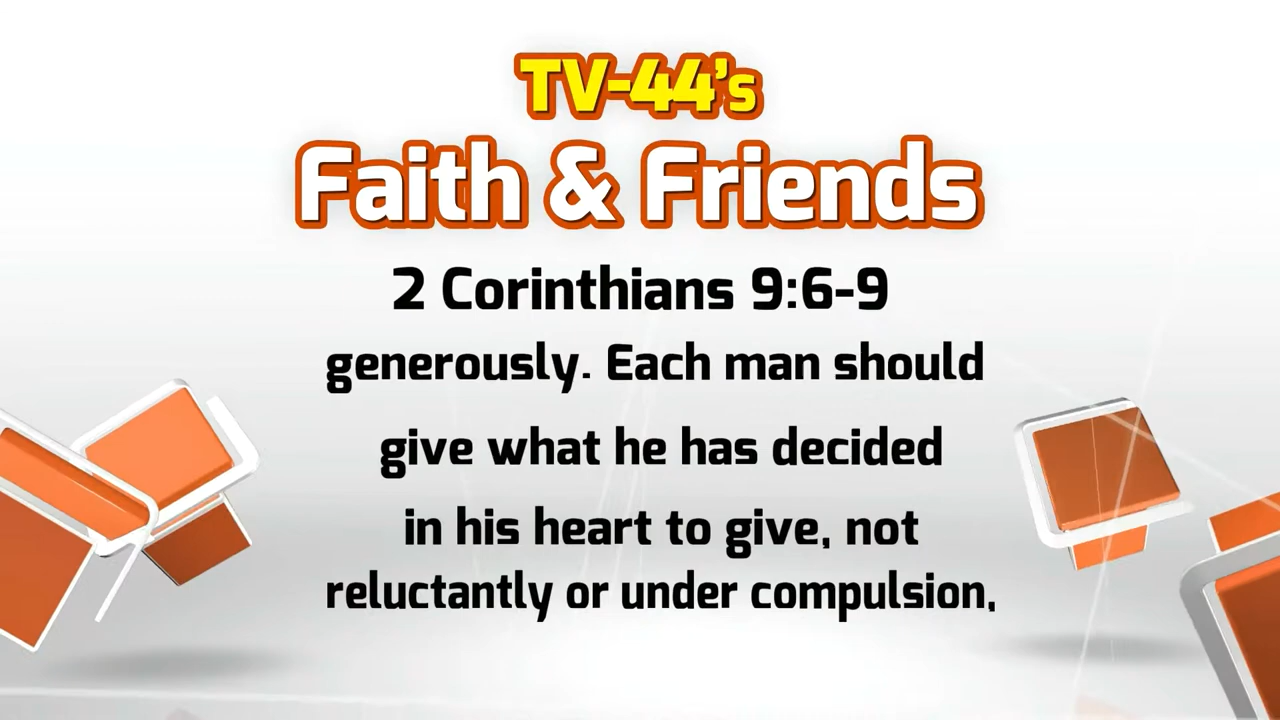 TV-44's
Faith & Friends
2 Corinthians 9:6-9
generously. Each man should
give what he has decided
in his heart to give, not
reluctantly or under compulsion,